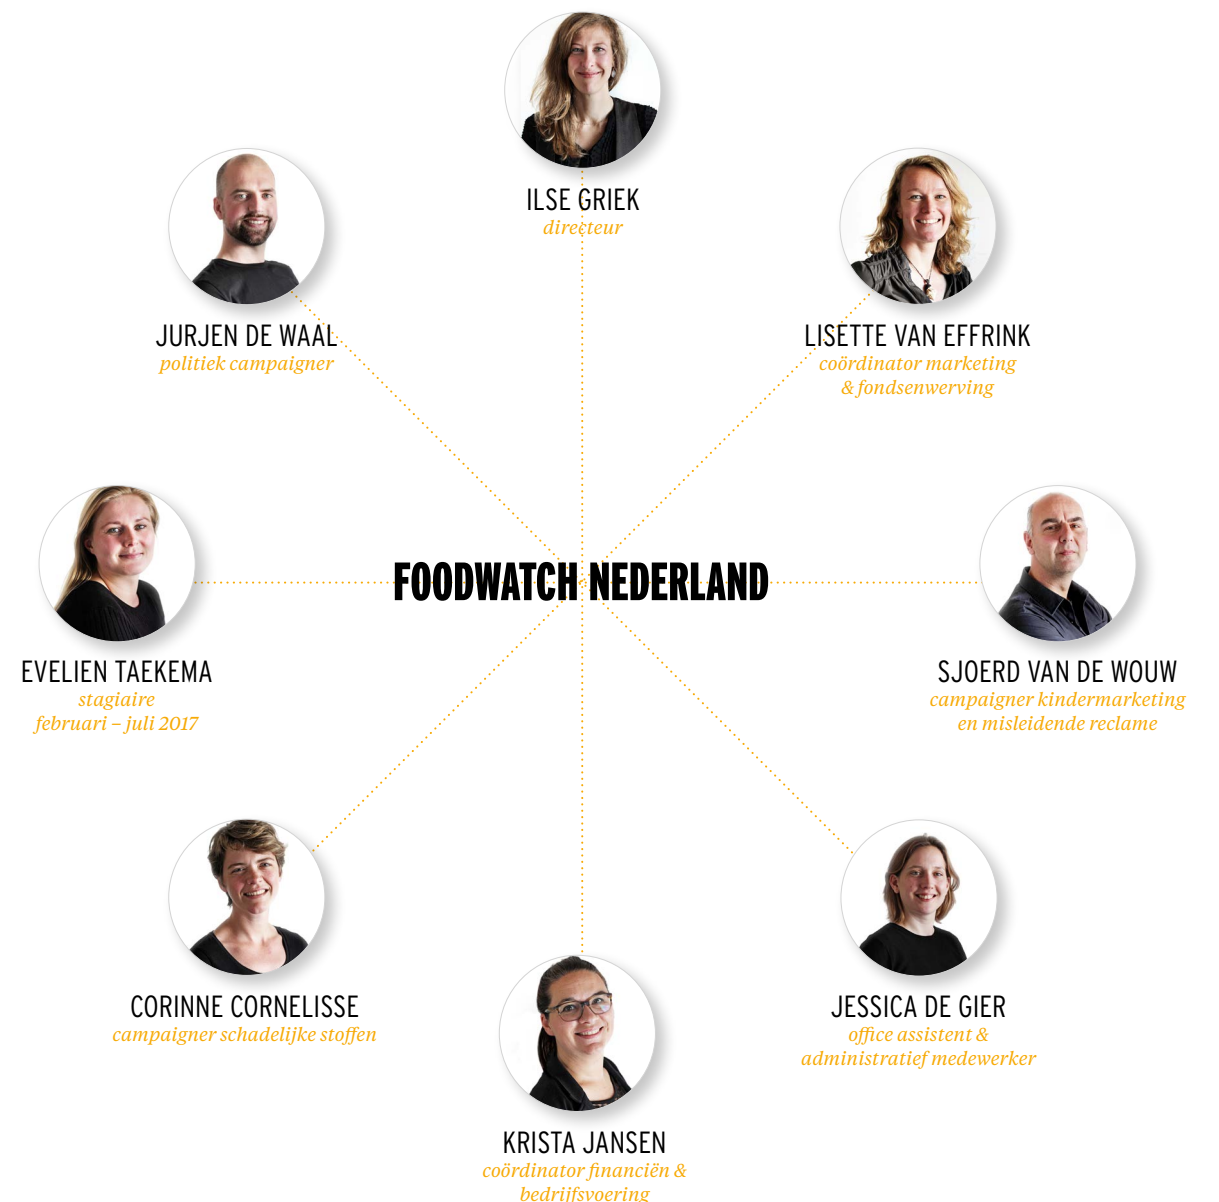 ILSE GRIEK
directeur
JURJEN DE WAAL
politiek campaigner
LISETTE VAN EFFRINK
coördinator marketing
& fondsenwerving
FOODWATCH NEDERLAND
EVELIEN TAEKEMA
stagiaire
februari – juli 2017
SJOERD VAN DE WOUW
campaigner kindermarketing
en misleidende reclame
CORINNE CORNELISSE
campaigner schadelijke stoffen
JESSICA DE GIER
office assistent &
administratief medewerker
KRISTA JANSEN
coördinator financiën &
bedrijfsvoering